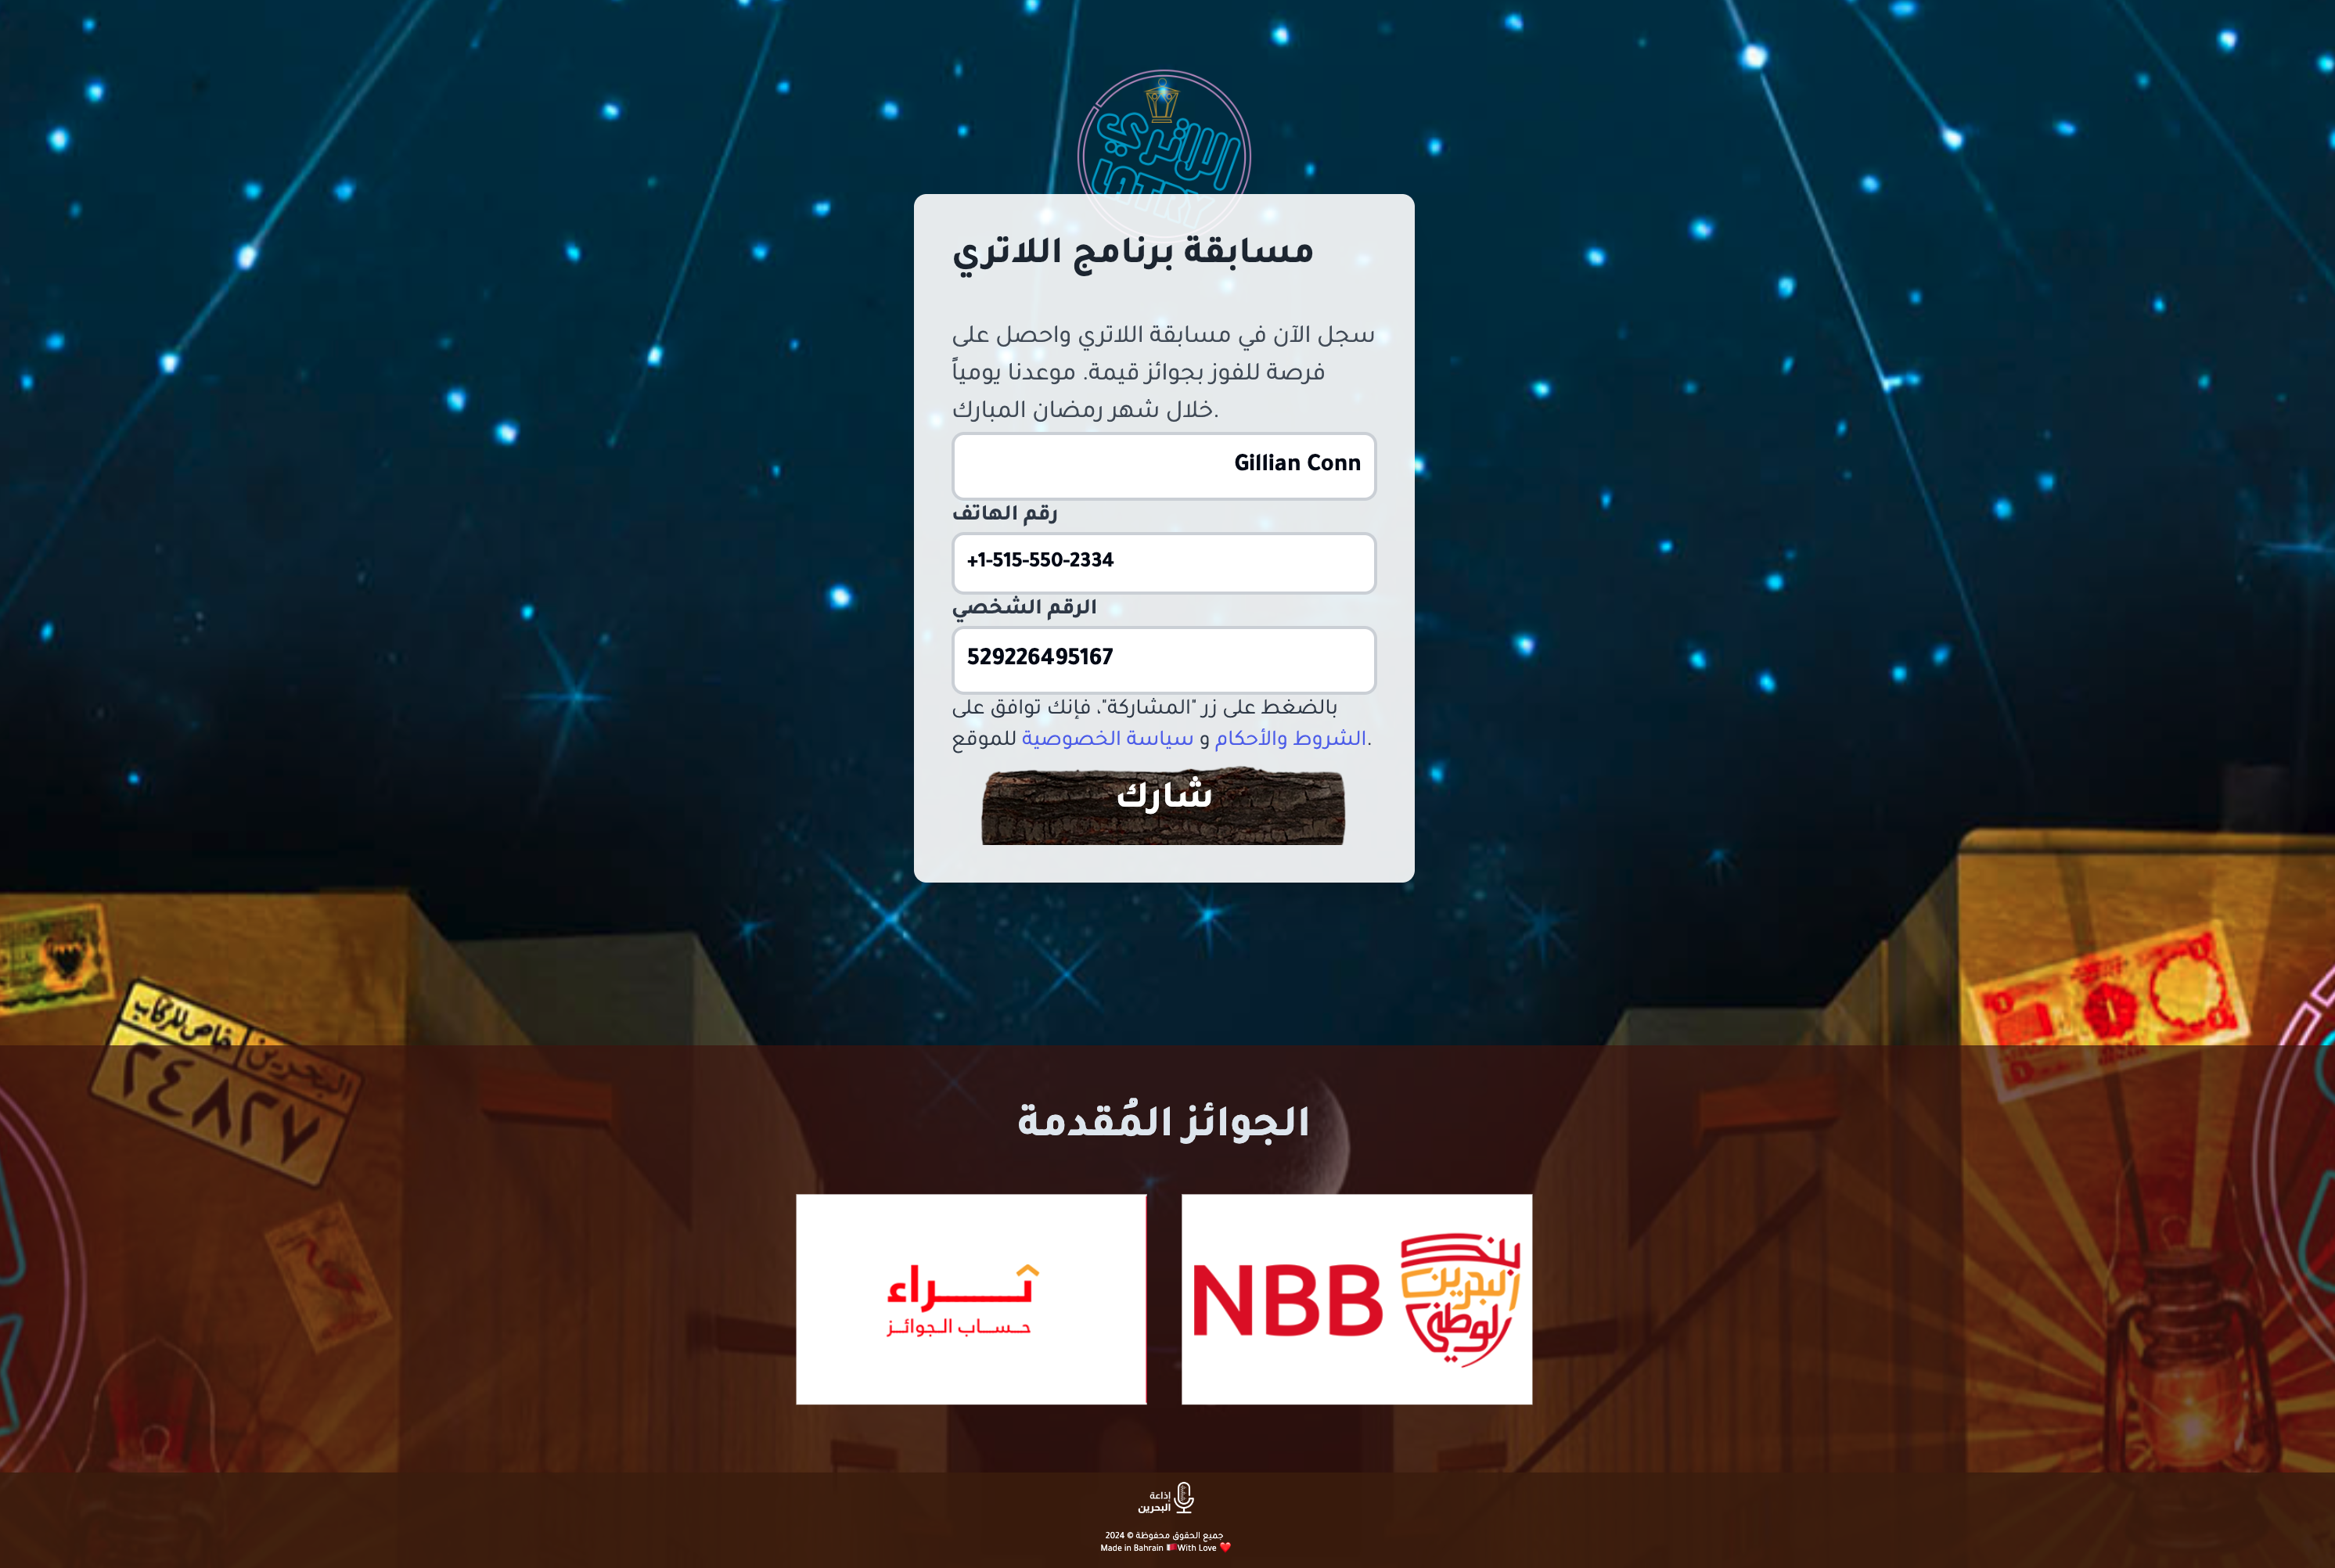 اللاتري
LATRY
مسابقة برنامج اللاتري
سجل الآن في مسابقة اللاتري واحصل على
فرصة للفوز بجوائز قيمة. موعدنا يومياً
خلال شهر رمضان المبارك.
Gillian Conn
رقم الهاتف
+1-515-550-2334
الرقم الشخصي
529226495167
بالضغط على زر "المشاركة"، فإنك توافق على
الشروط والأحكام و سياسة الخصوصية للموقع.
شارك
البحرين خاص للركاب
٢٤٨٢٧
1
الجوائز المُقدمة
ثـراء
حساب الجوائز
NBB
بنك
البحرين
الوطني
إذاعة
البحرين
جميع الحقوق محفوظة © 2024
Made in Bahrain 🇧🇭 With Love ❤️